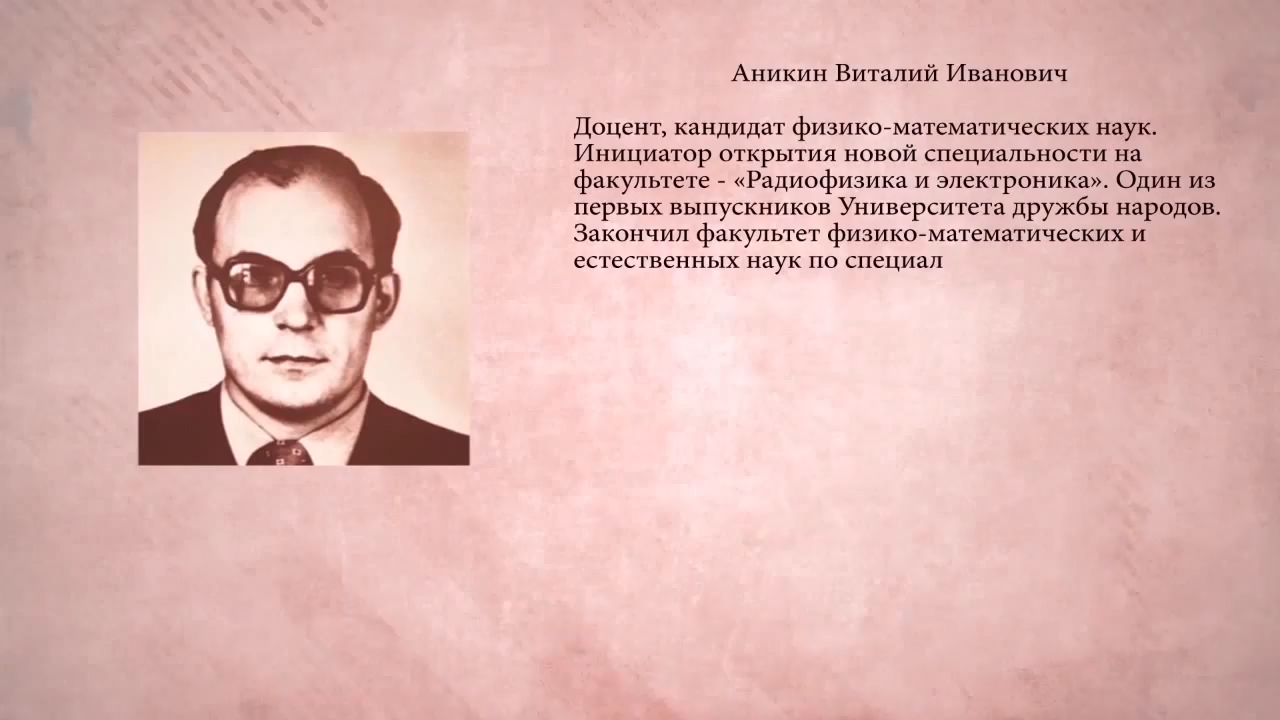 Аникин Виталий Иванович
Доцент, кандидат физико-математических наук.
Инициатор открытия новой специальности на
факультете - «Радиофизика и электроника». Один из
первых выпускников Университета дружбы народов.
Закончил факультет физико-математических и
естественных наук по специал